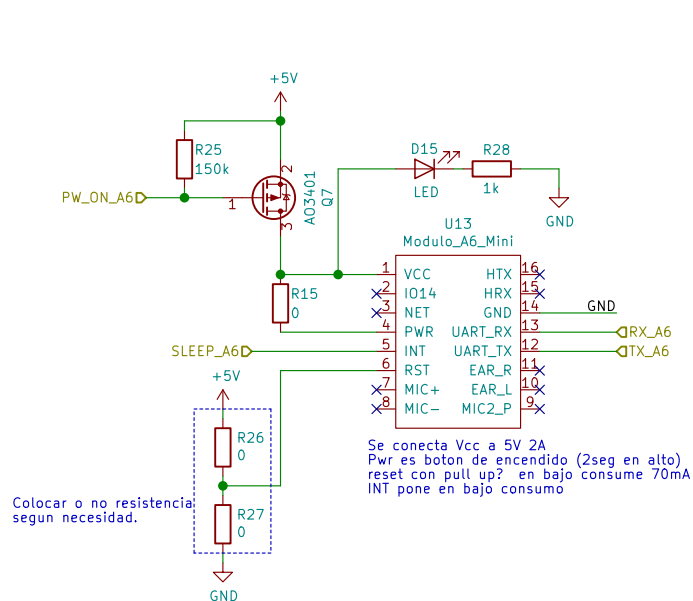 +5V
R25
150k
PW_ON_A6
1
2
3
AO3401
Q7
D15
LED
R28
1k
GND
U13
Modulo_A6_Mini
1 VCC
2 IO14
3 NET
4 PWR
5 INT
6 RST
7 MIC+
8 MIC-
HTX 16
HRX 15
GND 14
UART_RX 13
UART_TX 12
EAR_R 11
EAR_L 10
MIC2_P 9
GND
RX_A6
TX_A6
R15
0
SLEEP_A6
+5V
R26
0
R27
0
GND
Colocar o no resistencia
segun necesidad.
Se conecta Vcc a 5V 2A
Pwr es boton de encendido (2seg en alto)
reset con pull up?  en bajo consume 70mA
INT pone en bajo consumo